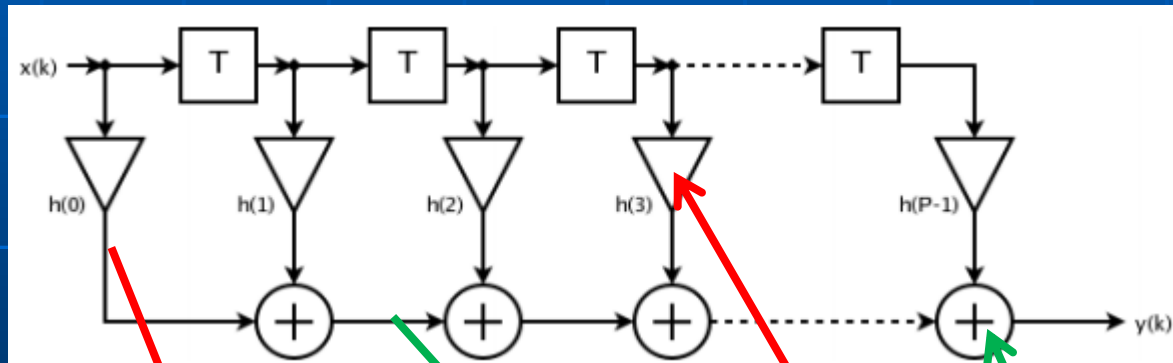 x(k) T T T T
h(0) h(1) h(2) h(3) h(P-1)
+ + + + y(k)